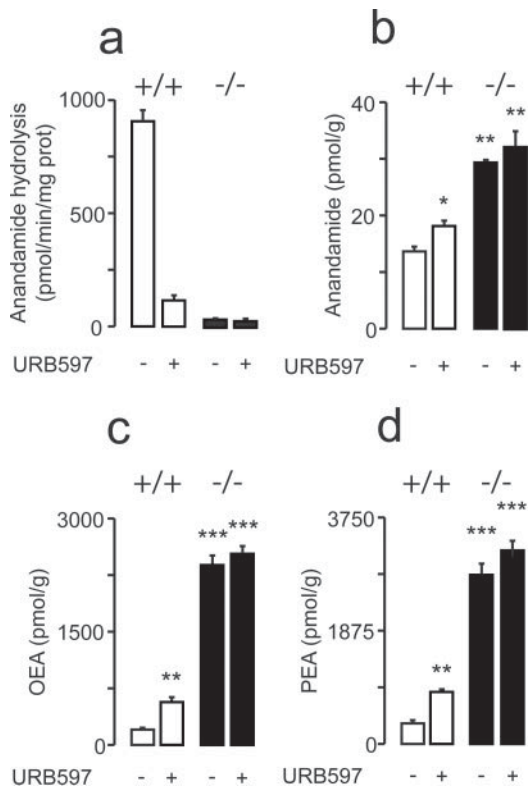 a
+/+ -/-
Anandamide hydrolysis
(pmol/min/mg prot)
1000
500
0
URB597 - + - +
b
+/+ -/-
Anandamide (pmol/g)
40
20
0
* ** **
URB597 - + - +
c
+/+ -/-
OEA (pmol/g)
3000
1500
0
** *** ***
URB597 - + - +
d
+/+ -/-
PEA (pmol/g)
3750
1875
0
** *** ***
URB597 - + - +